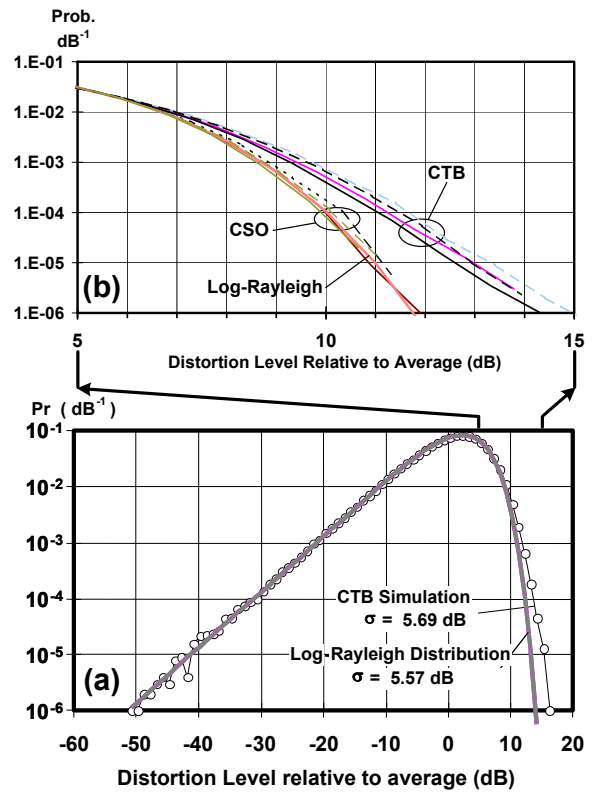 Prob.
dB-1
1.E-01
1.E-02
1.E-03
1.E-04
1.E-05
1.E-06
CTB
CSO
Log-Rayleigh
(b)
5
10
15
Distortion Level Relative to Average (dB)
Pr ( dB-1)
10-1
10-2
10-3
10-4
10-5
10-6
CTB Simulation
σ = 5.69 dB
Log-Rayleigh Distribution
σ = 5.57 dB
(a)
-60 -50 -40 -30 -20 -10 0 10 20
Distortion Level relative to average (dB)